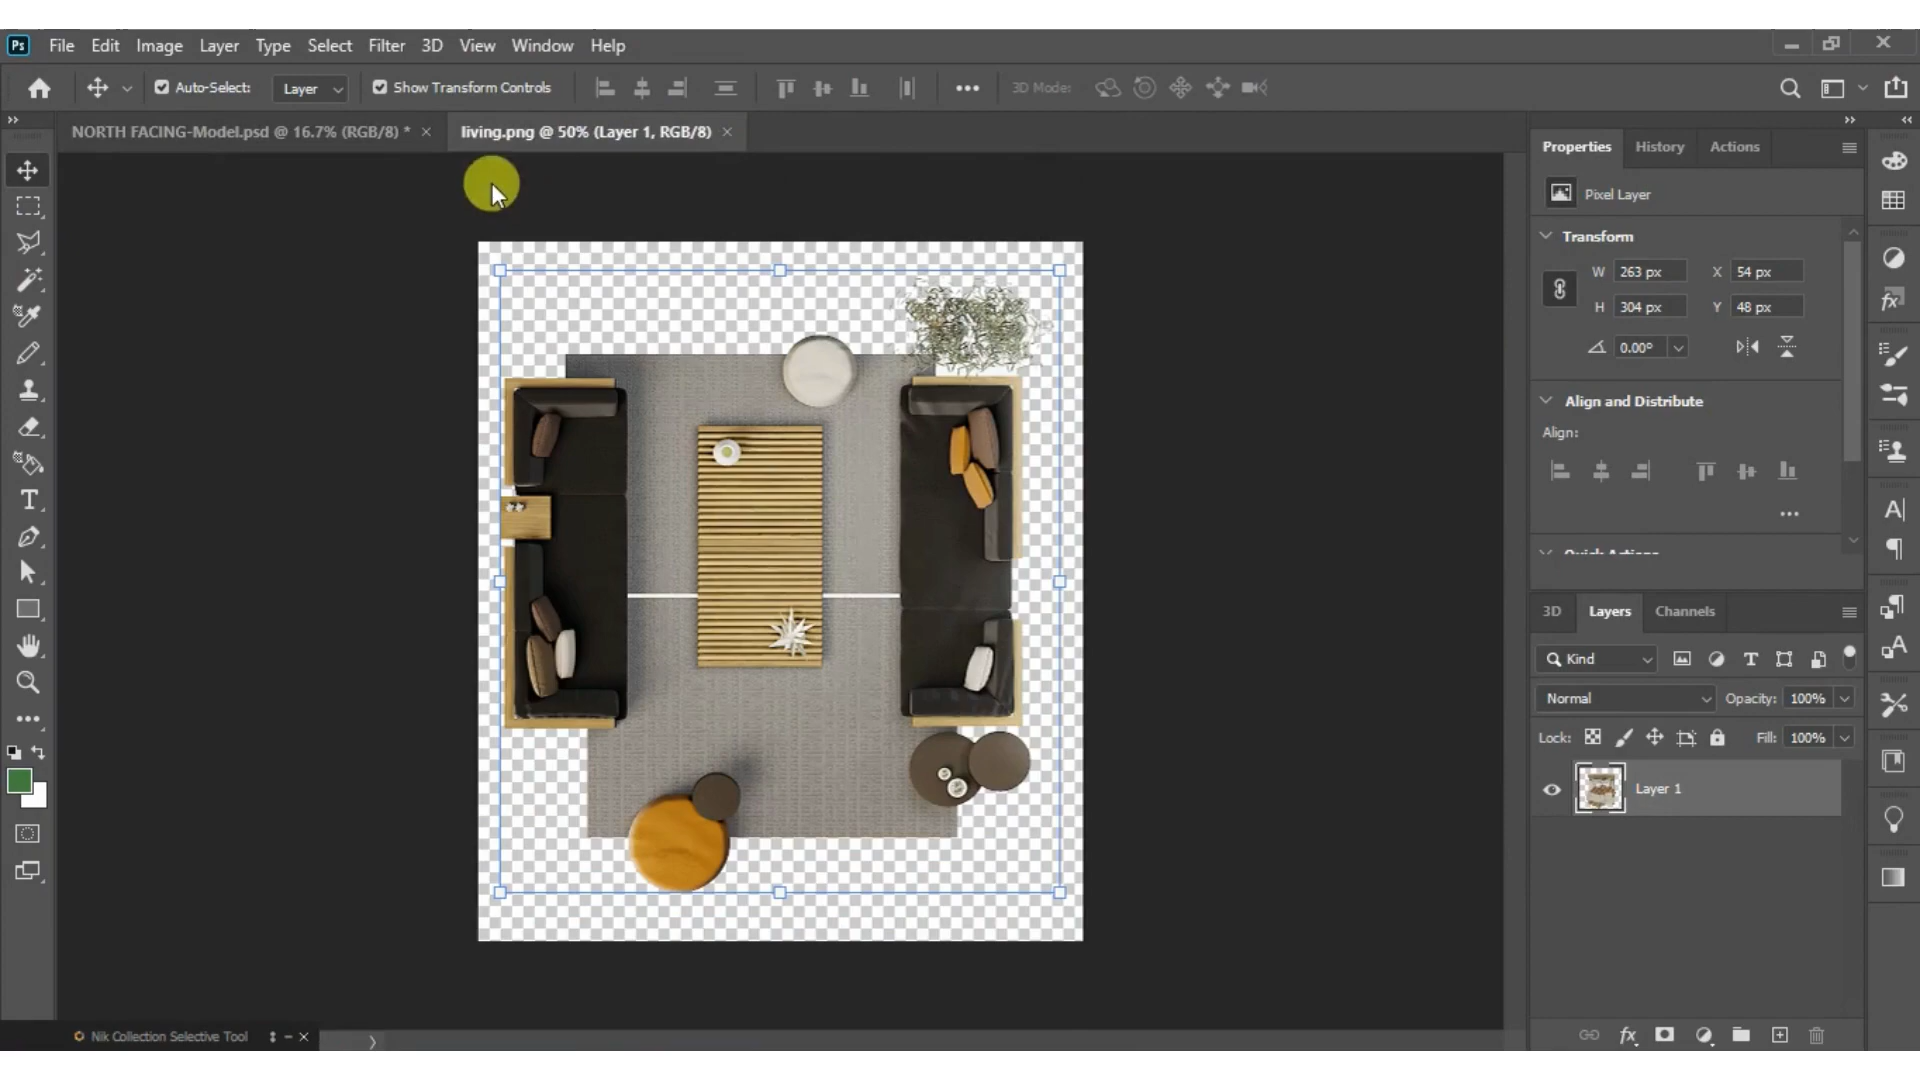 Ps File Edit Image Layer Type Select Filter 3D View Window Help
Auto-Select: Layer Show Transform Controls 3D Mode:
NORTH FACING-Model.psd @ 16.7% (RGB/8) * × living.png @ 50% (Layer 1, RGB/8) ×
Properties History Actions
Pixel Layer
Transform
W 263 px X 54 px
H 304 px Y 48 px
0.00°
Align and Distribute
Align:
Quick Actions
3D Layers Channels
Kind
Normal Opacity: 100%
Lock: Fill: 100%
Layer 1
Nik Collection Selective Tool